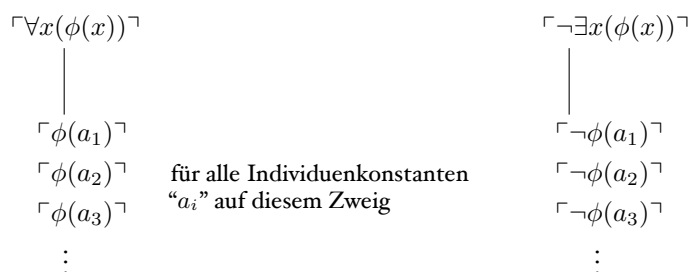 ⌜∀x(ϕ(x))⌝ ⌜¬∃x(ϕ(x))⌝
⌜ϕ(a₁)⌝ ⌜¬ϕ(a₁)⌝
⌜ϕ(a₂)⌝ für alle Individuenkonstanten ⌜¬ϕ(a₂)⌝
⌜ϕ(a₃)⌝ “aᵢ” auf diesem Zweig ⌜¬ϕ(a₃)⌝
⋮ ⋮